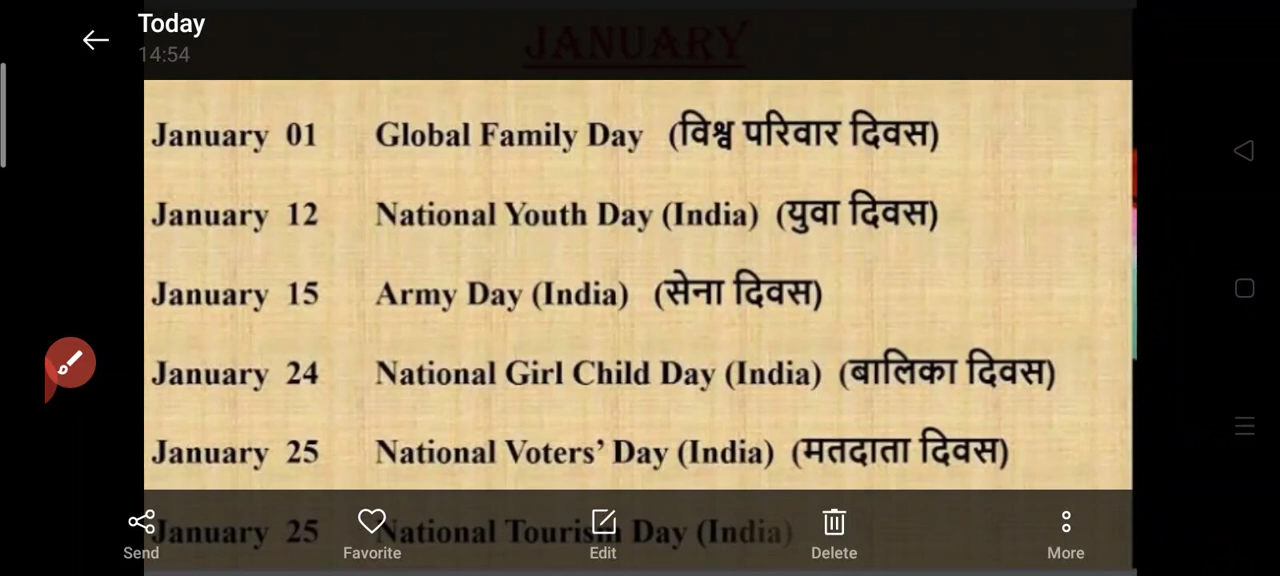 Today
14:54
JANUARY
January 01 Global Family Day (विश्व परिवार दिवस)
January 12 National Youth Day (India) (युवा दिवस)
January 15 Army Day (India) (सेना दिवस)
January 24 National Girl Child Day (India) (बालिका दिवस)
January 25 National Voters’ Day (India) (मतदाता दिवस)
January 25 National Tourism Day (India)
Send Favorite Edit Delete More